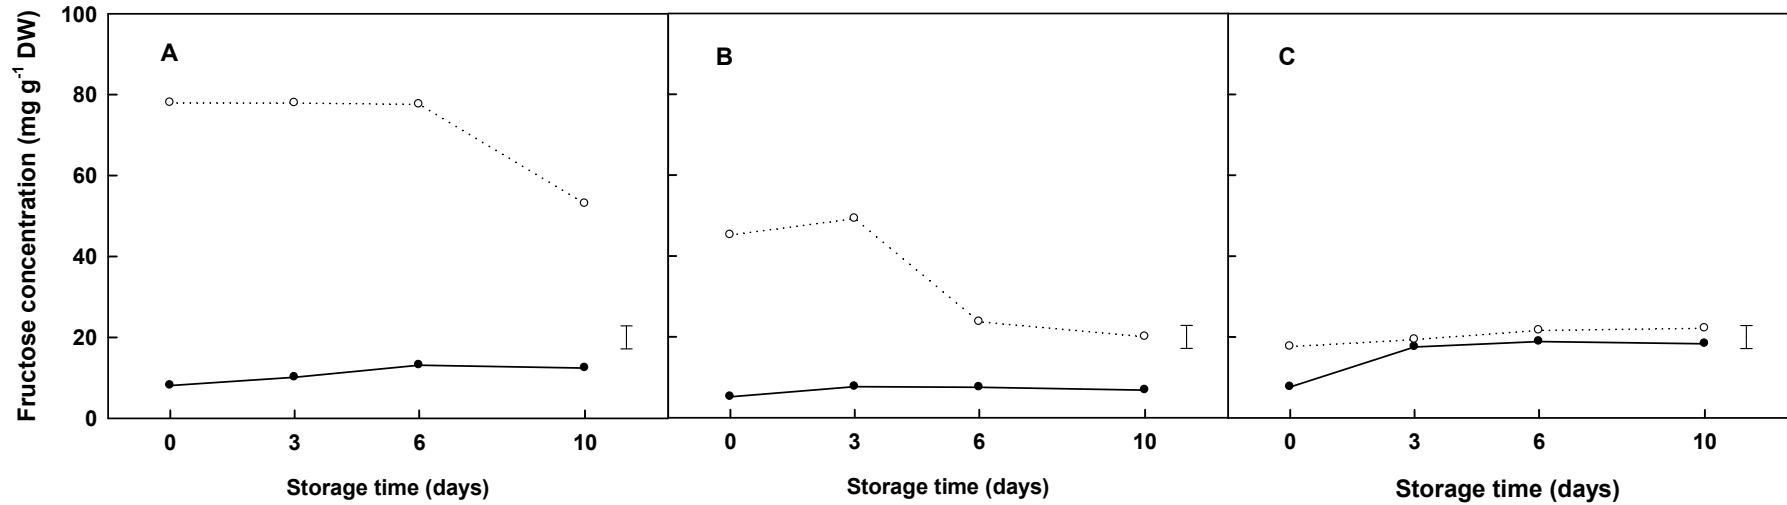 Fructose concentration (mg g⁻¹ DW)
100
80
60
40
20
0
A
0 3 6 10
Storage time (days)
B
0 3 6 10
Storage time (days)
C
0 3 6 10
Storage time (days)